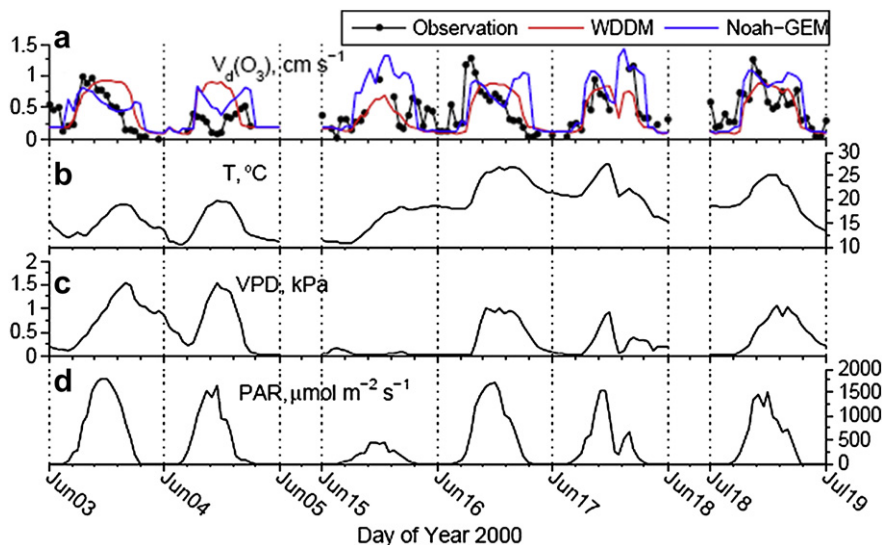 Observation WDDM Noah-GEM
a
V_d(O_3), cm s^−1
1.5
1
0.5
0
b
T, °C
30
25
20
15
10
c
VPD, kPa
2
1.5
1
0.5
0
d
PAR, μmol m^−2 s^−1
2000
1500
1000
500
0
Jun03 Jun04 Jun05 Jun15 Jun16 Jun17 Jun18 Jul18 Jul19
Day of Year 2000